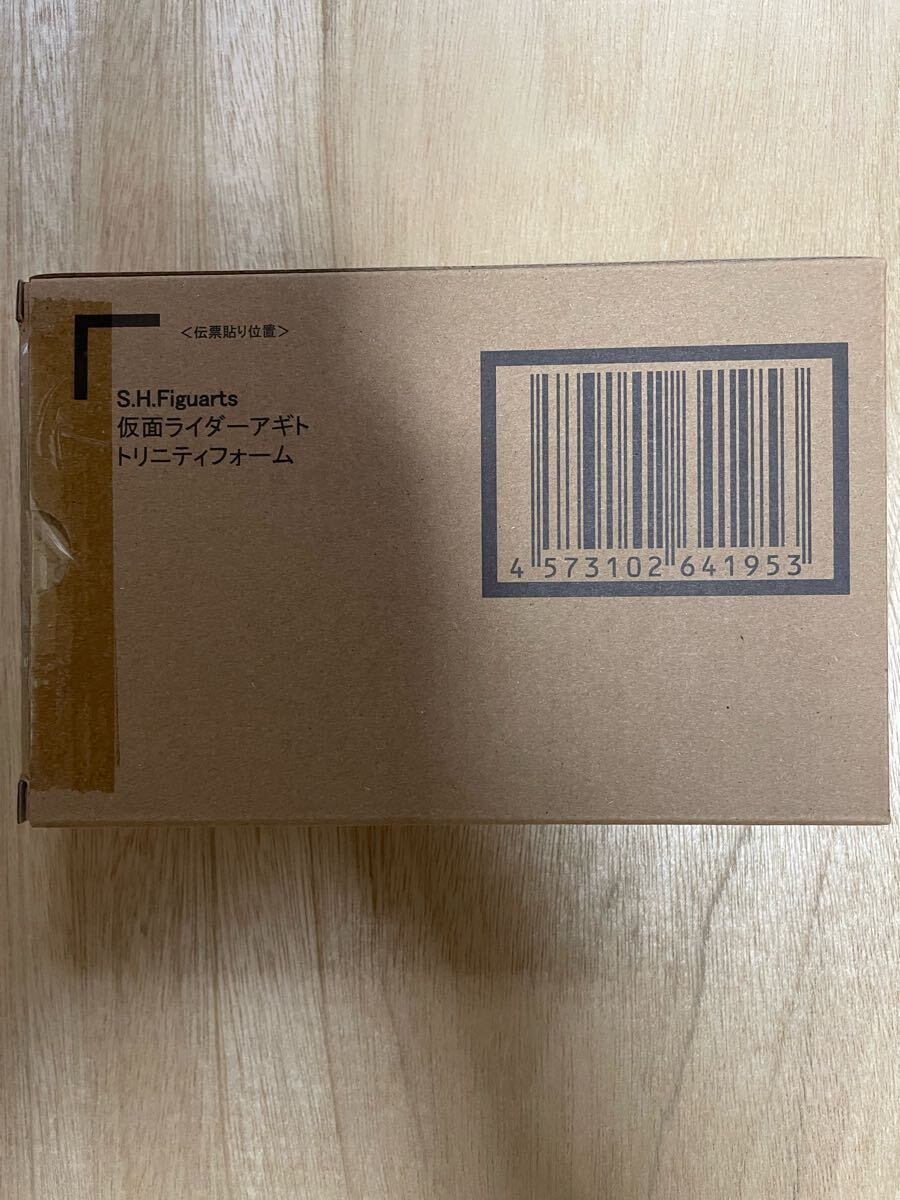 ＜伝票貼り位置＞
S.H.Figuarts
仮面ライダーアギト
トリニティフォーム
4 573102 641953